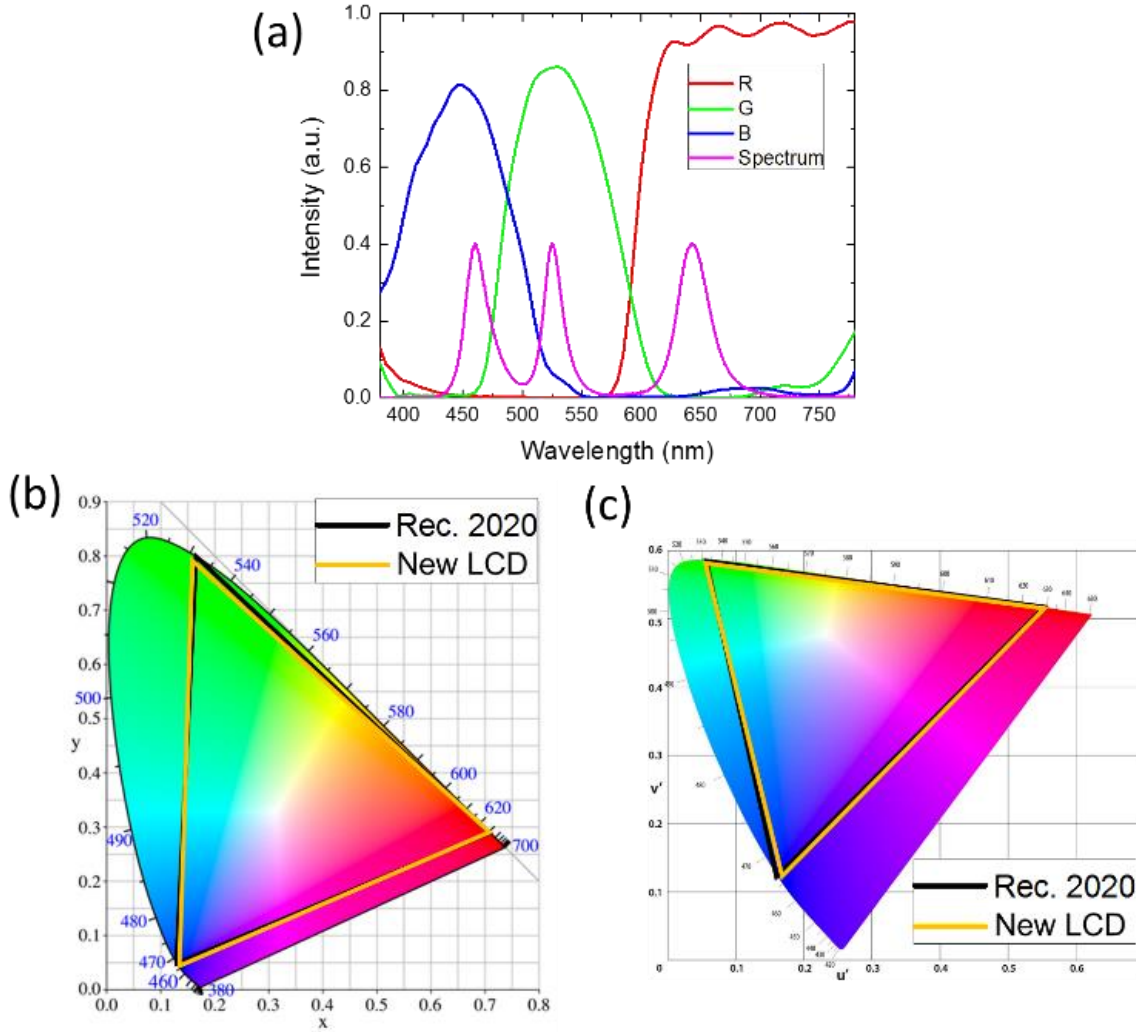 (a)
1.0
0.8
0.6
0.4
0.2
0.0
Intensity (a.u.)
R
G
B
Spectrum
400 450 500 550 600 650 700 750
Wavelength (nm)
(b)
0.9
0.8
0.7
0.6
0.5
0.4
0.3
0.2
0.1
0.0
y
Rec. 2020
New LCD
520
540
560
580
600
620
700
500
490
480
470
460
380
0.0 0.1 0.2 0.3 0.4 0.5 0.6 0.7 0.8
x
(c)
0.6
0.5
0.4
0.3
0.2
0.1
v'
Rec. 2020
New LCD
0 0.1 0.2 0.3 0.4 0.5 0.6
u'